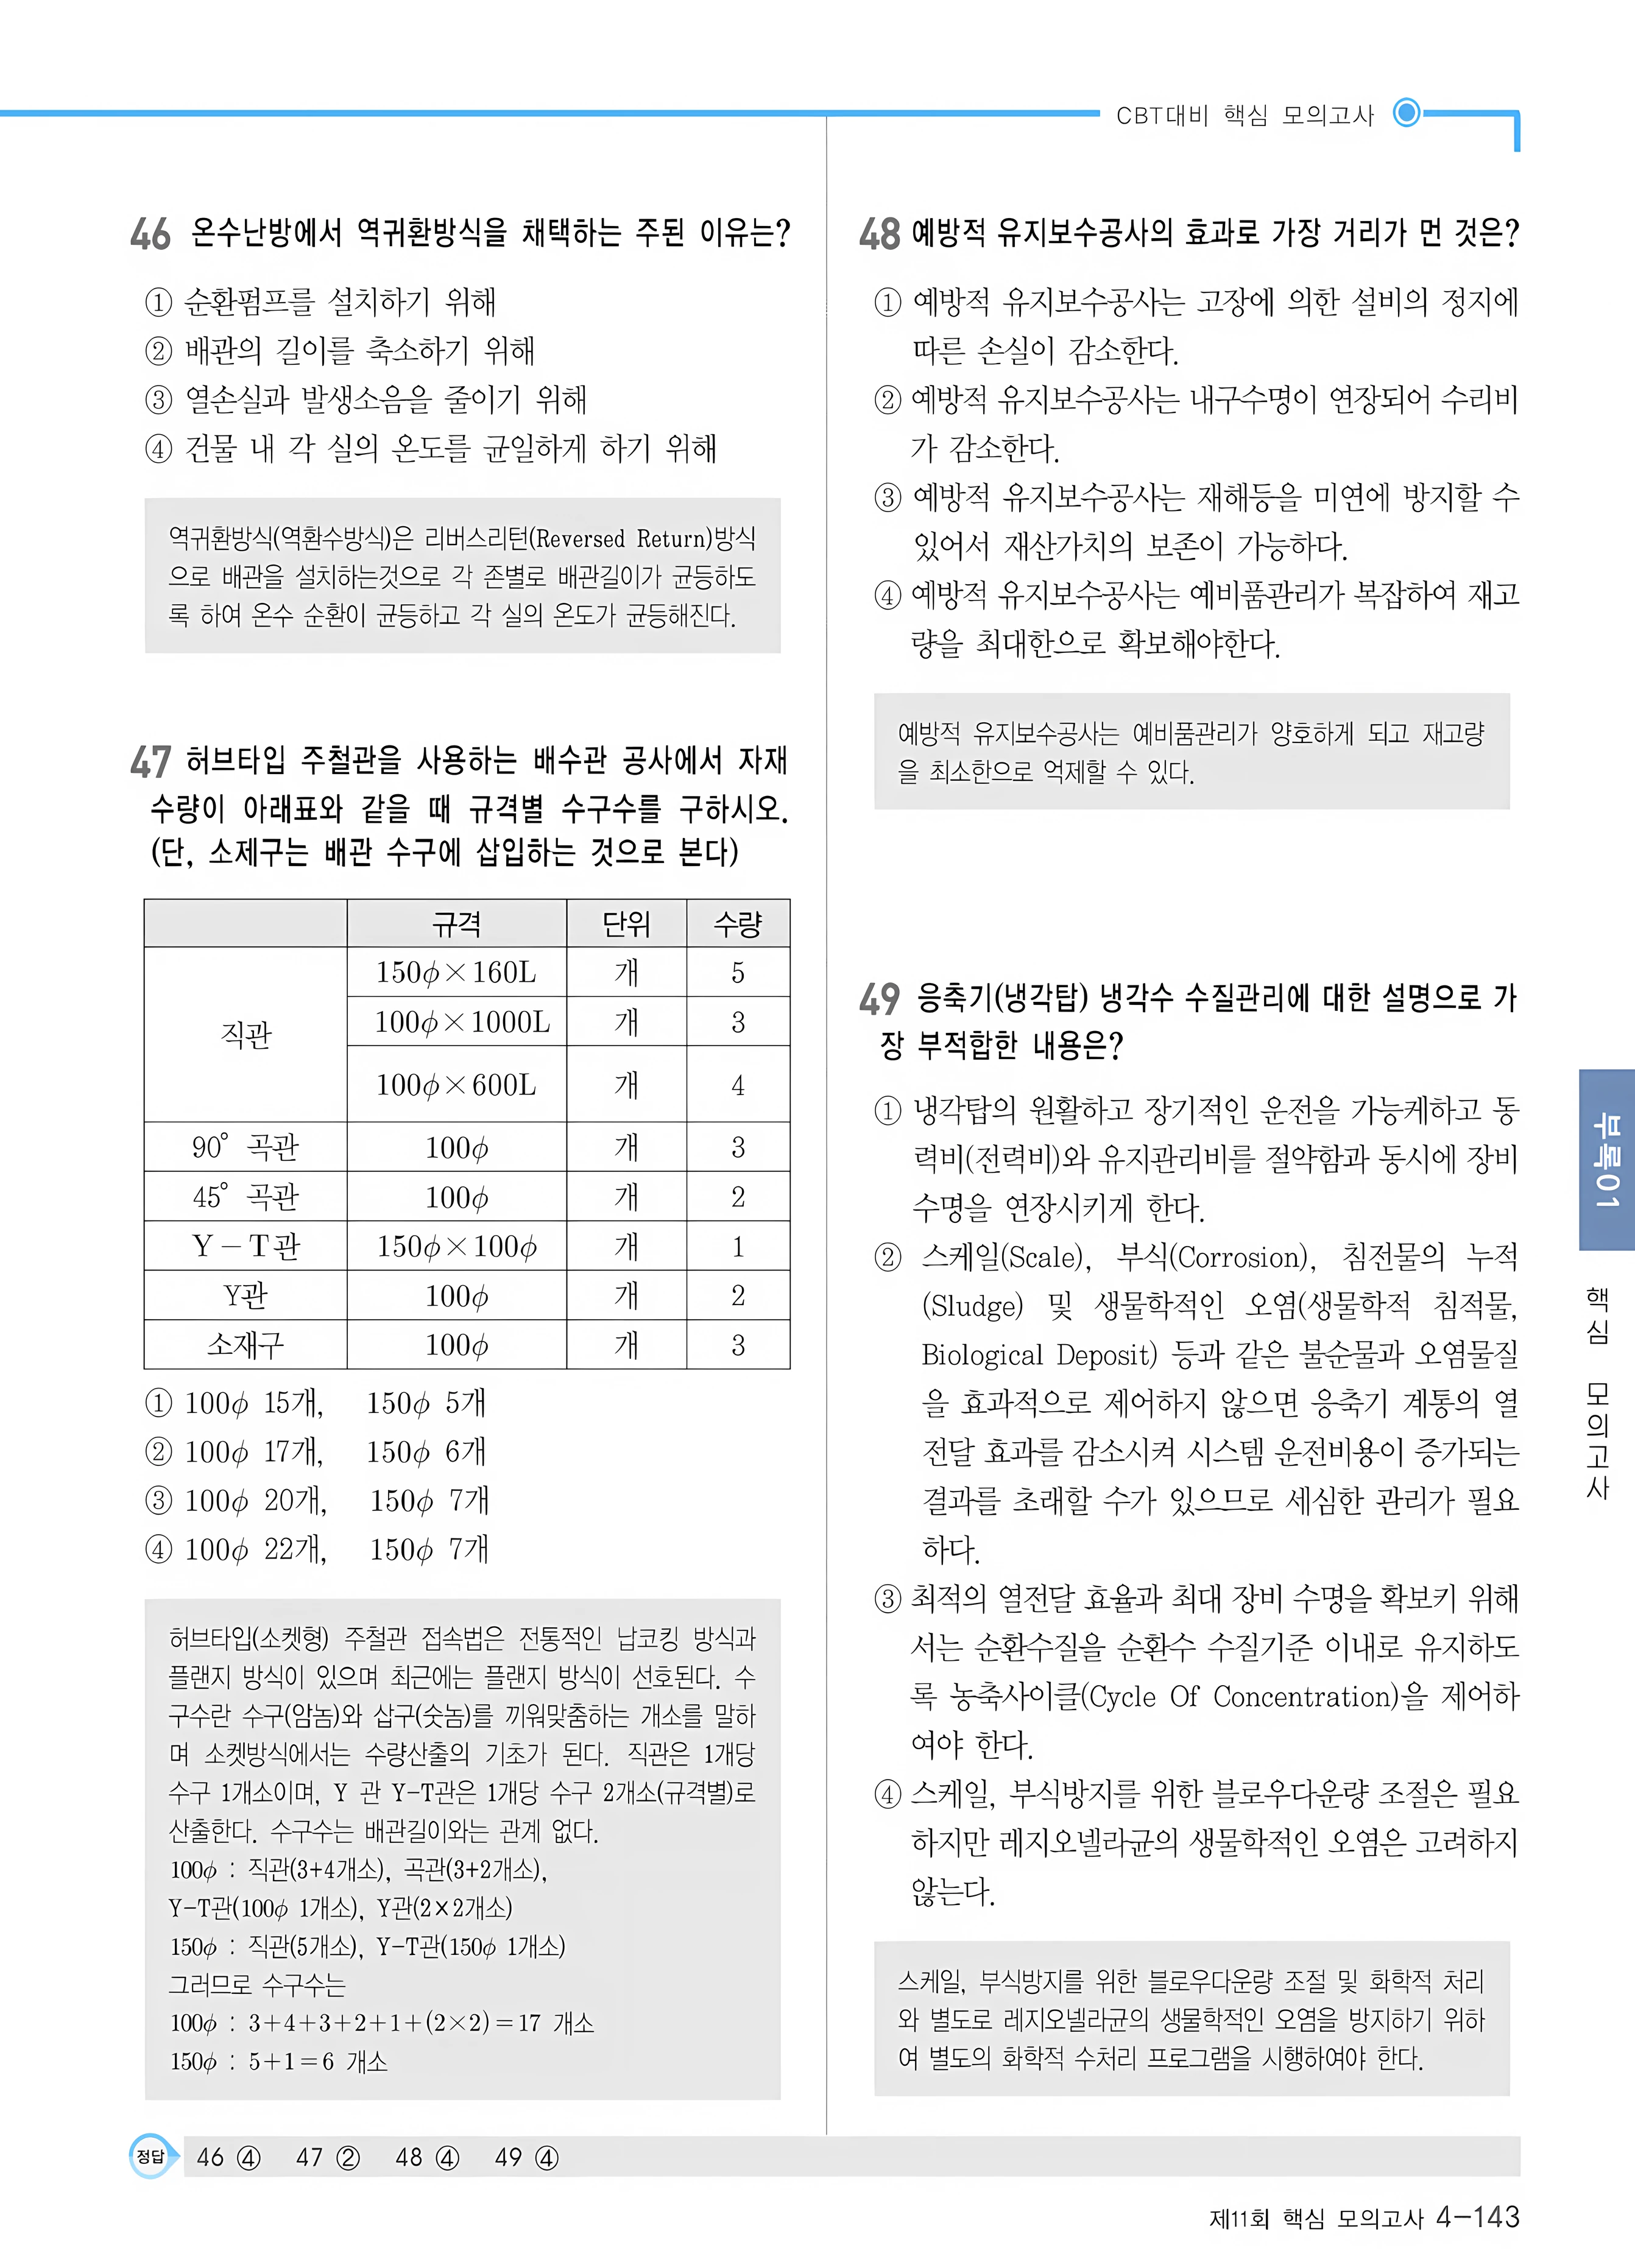 CBT대비 핵심 모의고사
46 온수난방에서 역귀환방식을 채택하는 주된 이유는?
① 순환펌프를 설치하기 위해
② 배관의 길이를 축소하기 위해
③ 열손실과 발생소음을 줄이기 위해
④ 건물 내 각 실의 온도를 균일하게 하기 위해
역귀환방식(역환수방식)은 리버스리턴(Reversed Return)방식
으로 배관을 설치하는것으로 각 존별로 배관길이가 균등하도
록 하여 온수 순환이 균등하고 각 실의 온도가 균등해진다.
47 허브타입 주철관을 사용하는 배수관 공사에서 자재
수량이 아래표와 같을 때 규격별 수구수를 구하시오.
(단, 소제구는 배관 수구에 삽입하는 것으로 본다)
규격 단위 수량
직관 150φ×160L 개 5
100φ×1000L 개 3
100φ×600L 개 4
90° 곡관 100φ 개 3
45° 곡관 100φ 개 2
Y-T관 150φ×100φ 개 1
Y관 100φ 개 2
소재구 100φ 개 3
① 100φ 15개, 150φ 5개
② 100φ 17개, 150φ 6개
③ 100φ 20개, 150φ 7개
④ 100φ 22개, 150φ 7개
허브타입(소켓형) 주철관 접속법은 전통적인 납코킹 방식과
플랜지 방식이 있으며 최근에는 플랜지 방식이 선호된다. 수
구수란 수구(암놈)와 삽구(숫놈)를 끼워맞춤하는 개소를 말하
며 소켓방식에서는 수량산출의 기초가 된다. 직관은 1개당
수구 1개소이며, Y 관 Y-T관은 1개당 수구 2개소(규격별)로
산출한다. 수구수는 배관길이와는 관계 없다.
100φ : 직관(3+4개소), 곡관(3+2개소),
Y-T관(100φ 1개소), Y관(2×2개소)
150φ : 직관(5개소), Y-T관(150φ 1개소)
그러므로 수구수는
100φ : 3+4+3+2+1+(2×2)=17 개소
150φ : 5+1=6 개소
48 예방적 유지보수공사의 효과로 가장 거리가 먼 것은?
① 예방적 유지보수공사는 고장에 의한 설비의 정지에
따른 손실이 감소한다.
② 예방적 유지보수공사는 내구수명이 연장되어 수리비
가 감소한다.
③ 예방적 유지보수공사는 재해등을 미연에 방지할 수
있어서 재산가치의 보존이 가능하다.
④ 예방적 유지보수공사는 예비품관리가 복잡하여 재고
량을 최대한으로 확보해야한다.
예방적 유지보수공사는 예비품관리가 양호하게 되고 재고량
을 최소한으로 억제할 수 있다.
49 응축기(냉각탑) 냉각수 수질관리에 대한 설명으로 가
장 부적합한 내용은?
① 냉각탑의 원활하고 장기적인 운전을 가능케하고 동
력비(전력비)와 유지관리비를 절약함과 동시에 장비
수명을 연장시키게 한다.
② 스케일(Scale), 부식(Corrosion), 침전물의 누적
(Sludge) 및 생물학적인 오염(생물학적 침적물,
Biological Deposit) 등과 같은 불순물과 오염물질
을 효과적으로 제어하지 않으면 응축기 계통의 열
전달 효과를 감소시켜 시스템 운전비용이 증가되는
결과를 초래할 수가 있으므로 세심한 관리가 필요
하다.
③ 최적의 열전달 효율과 최대 장비 수명을 확보키 위해
서는 순환수질을 순환수 수질기준 이내로 유지하도
록 농축사이클(Cycle Of Concentration)을 제어하
여야 한다.
④ 스케일, 부식방지를 위한 블로우다운량 조절은 필요
하지만 레지오넬라균의 생물학적인 오염은 고려하지
않는다.
스케일, 부식방지를 위한 블로우다운량 조절 및 화학적 처리
와 별도로 레지오넬라균의 생물학적인 오염을 방지하기 위하
여 별도의 화학적 수처리 프로그램을 시행하여야 한다.
부록01
핵심 모의고사
정답 46 ④ 47 ② 48 ④ 49 ④
제11회 핵심 모의고사 4-143